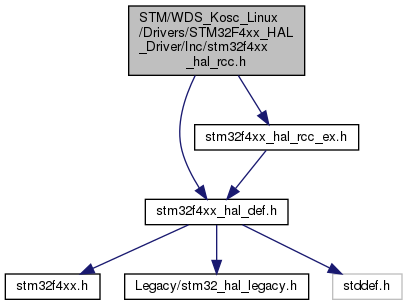 STM/WDS_Kosc_Linux
/Drivers/STM32F4xx_HAL
_Driver/Inc/stm32f4xx
_hal_rcc.h
stm32f4xx_hal_rcc_ex.h
stm32f4xx_hal_def.h
stm32f4xx.h
Legacy/stm32_hal_legacy.h
stddef.h